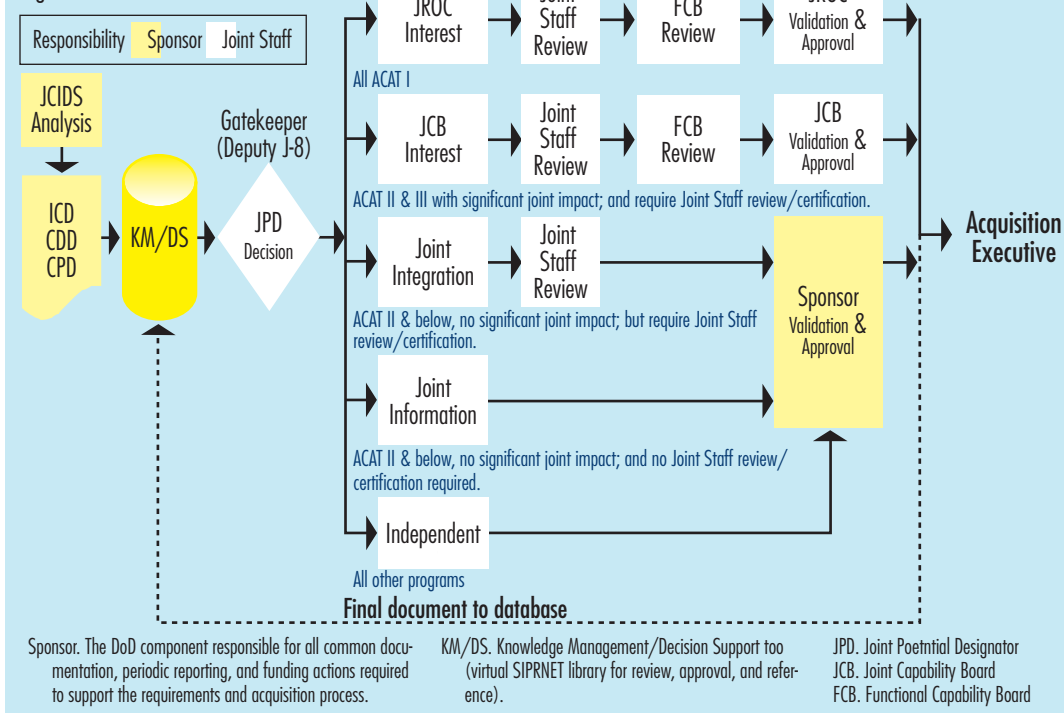 Responsibility Sponsor Joint Staff
JCIDS
Analysis
ICD
CDD
CPD
KM/DS
Gatekeeper
(Deputy J-8)
JPD
Decision
JROC
Interest
Joint
Staff
Review
FCB
Review
JROC
Validation &
Approval
All ACAT I
JCB
Interest
Joint
Staff
Review
FCB
Review
JCB
Validation &
Approval
ACAT II & III with significant joint impact; and require Joint Staff review/certification.
Joint
Integration
Joint
Staff
Review
ACAT II & below, no significant joint impact; but require Joint Staff
review/certification.
Joint
Information
ACAT II & below, no significant joint impact; and no Joint Staff review/
certification required.
Independent
All other programs
Sponsor
Validation &
Approval
Acquisition
Executive
Final document to database
Sponsor. The DoD component responsible for all common docu-
mentation, periodic reporting, and funding actions required
to support the requirements and acquisition process.
KM/DS. Knowledge Management/Decision Support too
(virtual SIPRNET library for review, approval, and refer-
ence).
JPD. Joint Poetntial Designator
JCB. Joint Capability Board
FCB. Functional Capability Board